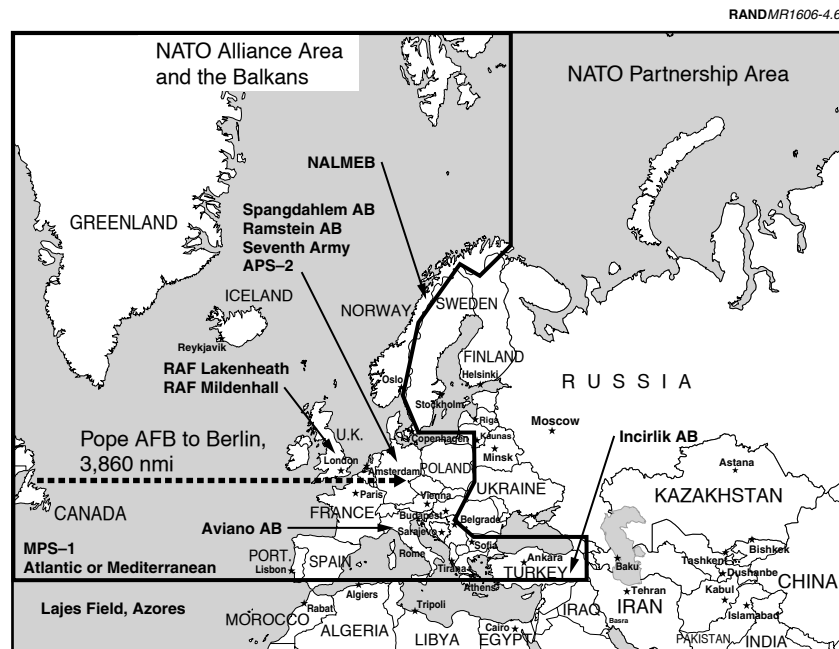 RANDMR1606-4.6
NATO Alliance Area
and the Balkans
NATO Partnership Area
NALMEB
Spangdahlem AB
Ramstein AB
Seventh Army
APS–2
GREENLAND
ICELAND
Reykjavik
NORWAY
SWEDEN
FINLAND
Helsinki
Oslo
Stockholm
RAF Lakenheath
RAF Mildenhall
RUSSIA
Riga
Moscow
Copenhagen
Kaunas
Minsk
Incirlik AB
U.K.
London
Pope AFB to Berlin,
3,860 nmi
Amsterdam
POLAND
UKRAINE
Astana
KAZAKHSTAN
CANADA
Paris
FRANCE
Vienna
Budapest
Belgrade
Aviano AB
Sarajevo
Sofia
MPS–1
Atlantic or Mediterranean
PORT.
Lisbon
SPAIN
Rome
Tirana
Ankara
TURKEY
Athens
Baku
Tashkent
Bishkek
Dushanbe
CHINA
Lajes Field, Azores
MOROCCO
Rabat
Algiers
ALGERIA
Tripoli
LIBYA
Cairo
EGYPT
IRAQ
Basra
Tehran
IRAN
Kabul
Islamabad
PAKISTAN
INDIA